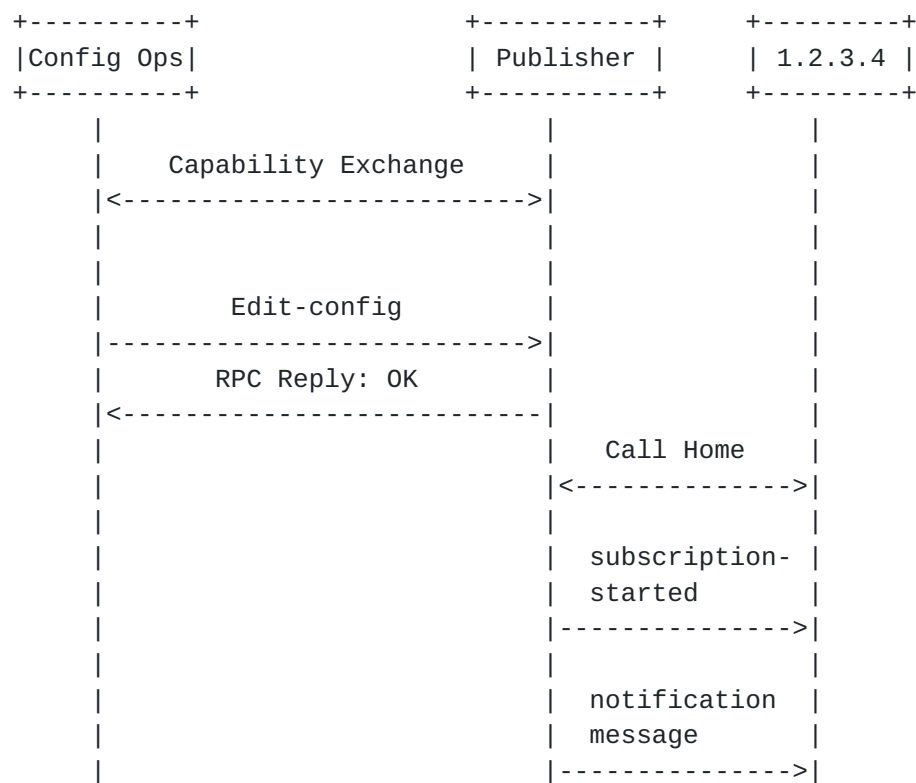 +----------+                 +-----------+     +---------+
|Config Ops|                 | Publisher |     | 1.2.3.4 |
+----------+                 +-----------+     +---------+
     |                            |                |
     |    Capability Exchange     |                |
     |<-------------------------->|                |
     |                            |                |
     |                            |                |
     |        Edit-config         |                |
     |--------------------------->|                |
     |       RPC Reply: OK        |                |
     |<---------------------------|                |
     |                            |   Call Home    |
     |                            |<-------------->|
     |                            |                |
     |                            |  subscription- |
     |                            |  started       |
     |                            |--------------->|
     |                            |                |
     |                            |  notification  |
     |                            |  message       |
     |                            |--------------->|